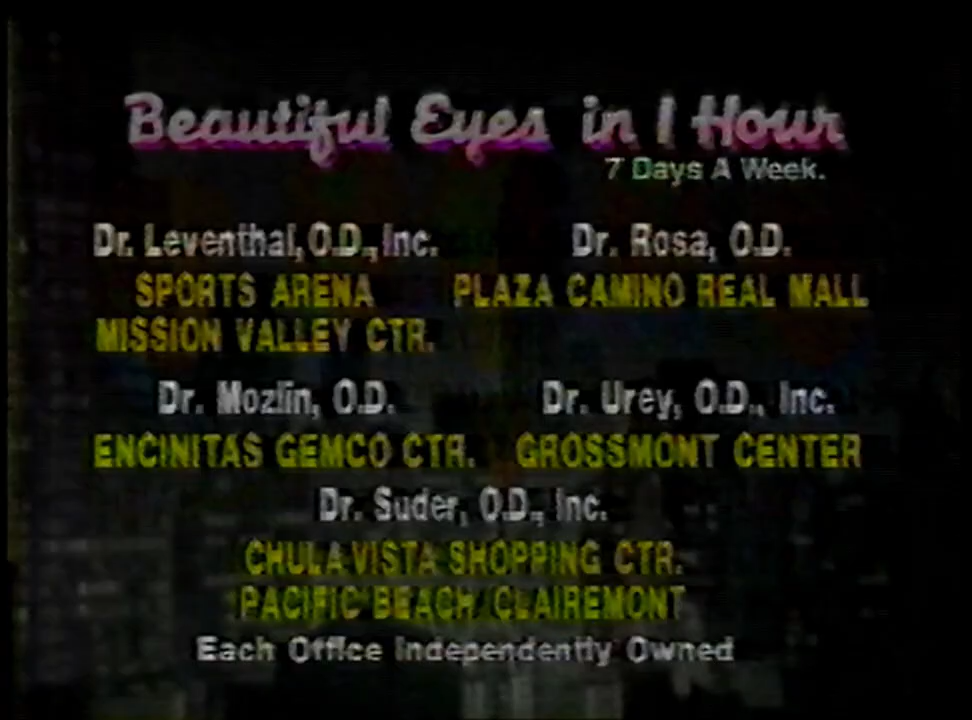 Beautiful Eyes in 1 Hour
7 Days A Week.
Dr. Leventhal, O.D., Inc.
SPORTS ARENA
MISSION VALLEY CTR.
Dr. Rosa, O.D.
PLAZA CAMINO REAL MALL
Dr. Mozlin, O.D.
ENCINITAS GEMCO CTR.
Dr. Urey, O.D., Inc.
GROSSMONT CENTER
Dr. Suder, O.D., Inc.
CHULA VISTA SHOPPING CTR.
PACIFIC BEACH/CLAIREMONT
Each Office Independently Owned